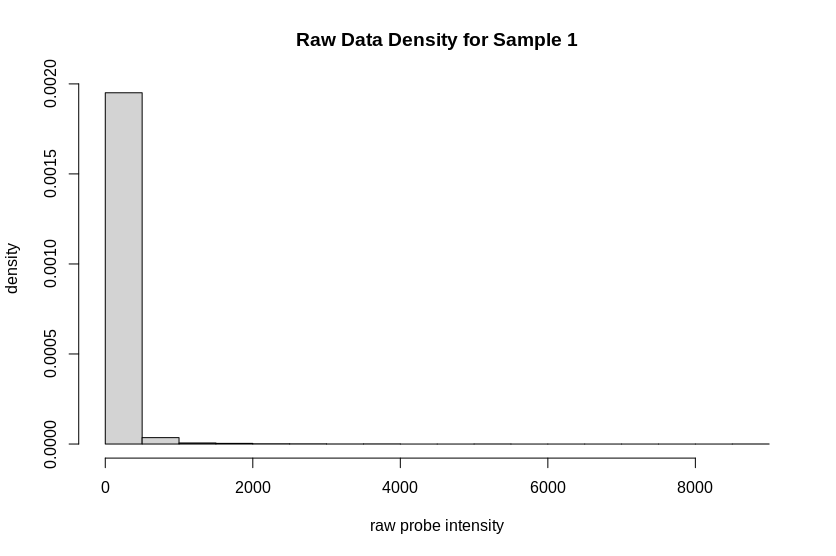 Raw Data Density for Sample 1
0.0020
0.0015
0.0010
0.0005
0.0000
density
0 2000 4000 6000 8000
raw probe intensity